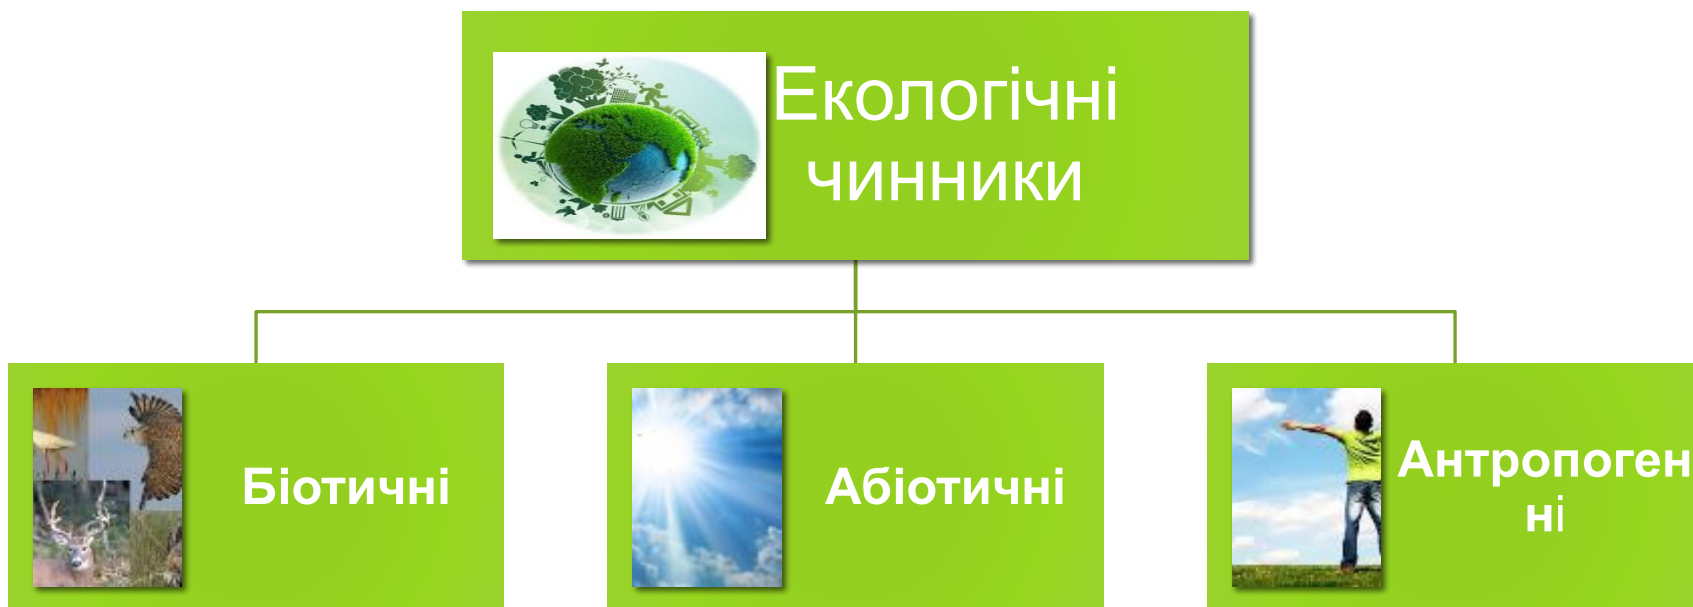 Екологічні
чинники
Біотичні
Абіотичні
Антропоген
ні